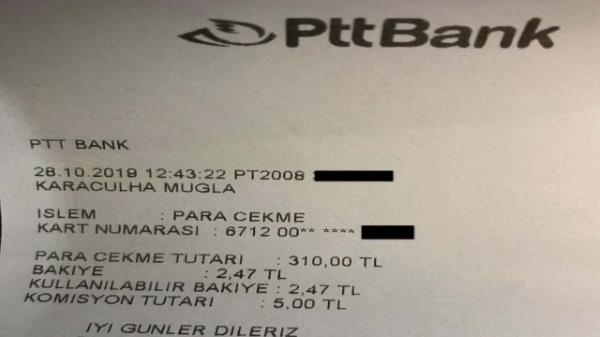 PttBank
PTT BANK
28.10.2019 12:43:22 PT2008
KARACULHA MUGLA
ISLEM : PARA CEKME
KART NUMARASI : 6712 00** ****
PARA CEKME TUTARI : 310,00 TL
BAKIYE : 2,47 TL
KULLANILABILIR BAKIYE : 2,47 TL
KOMISYON TUTARI : 5,00 TL
IYI GUNLER DILERIZ